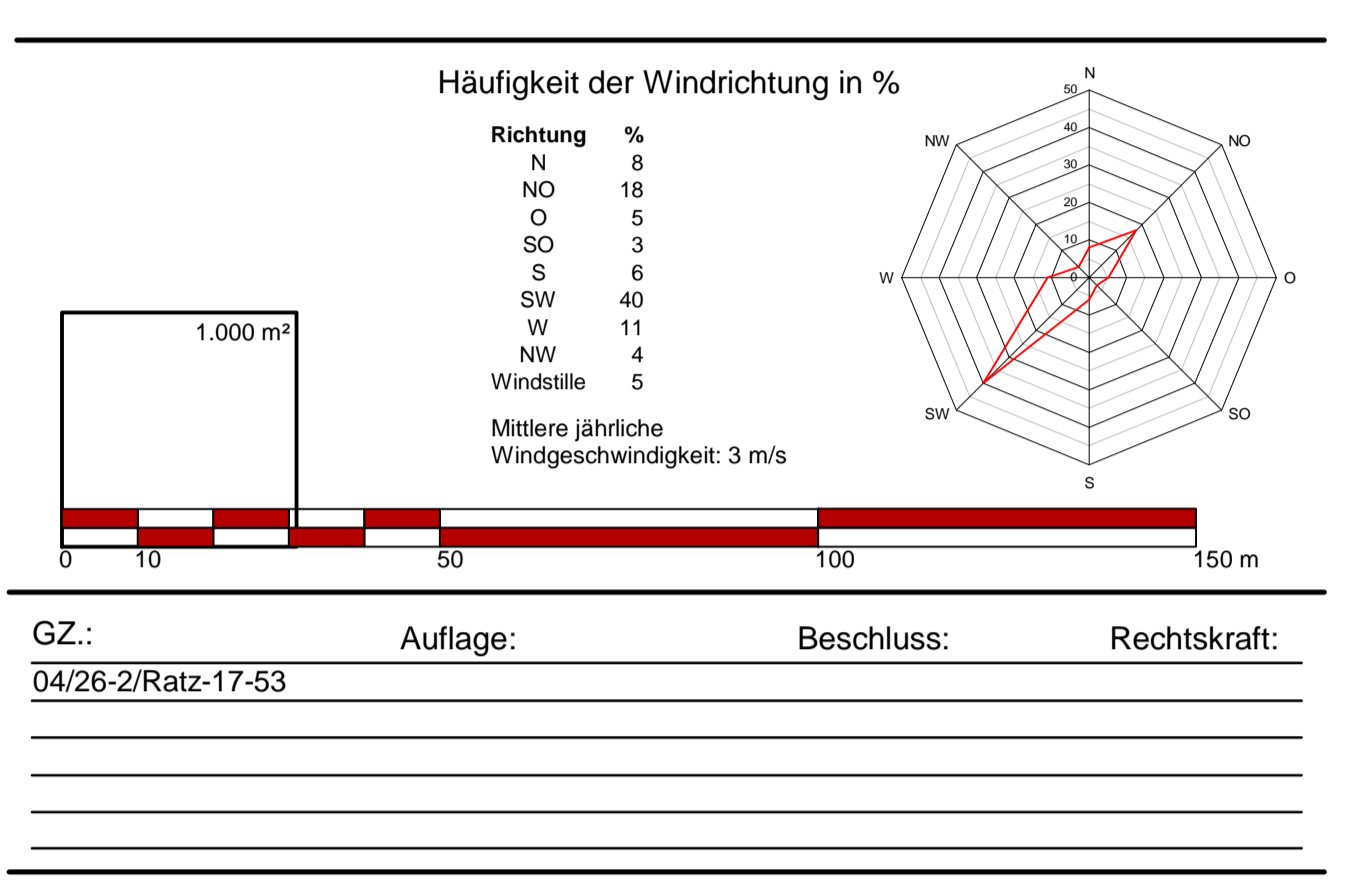 Häufigkeit der Windrichtung in %
Richtung %
N 8
NO 18
O 5
SO 3
S 6
SW 40
W 11
NW 4
Windstille 5
Mittlere jährliche
Windgeschwindigkeit: 3 m/s
N
50
40
30
20
10
0
NW
NO
W
O
SW
SO
S
1.000 m²
0 10 50 100 150 m
GZ.: Auflage: Beschluss: Rechtskraft:
04/26-2/Ratz-17-53